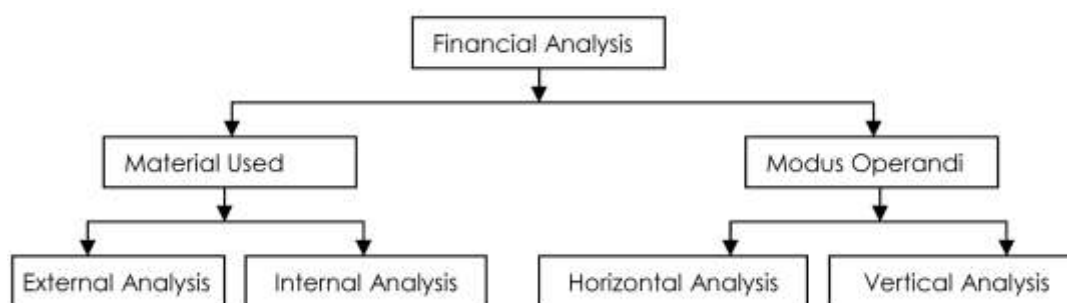 Financial Analysis
Material Used
Modus Operandi
External Analysis
Internal Analysis
Horizontal Analysis
Vertical Analysis